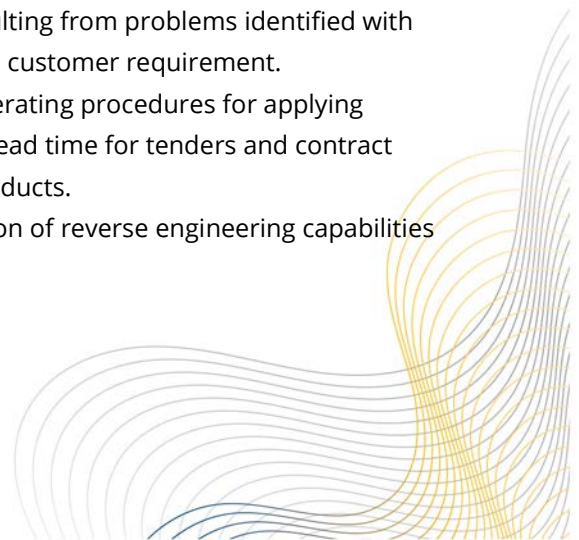 ulting from problems identified with
customer requirement.
erating procedures for applying
ead time for tenders and contract
ducts.
on of reverse engineering capabilities